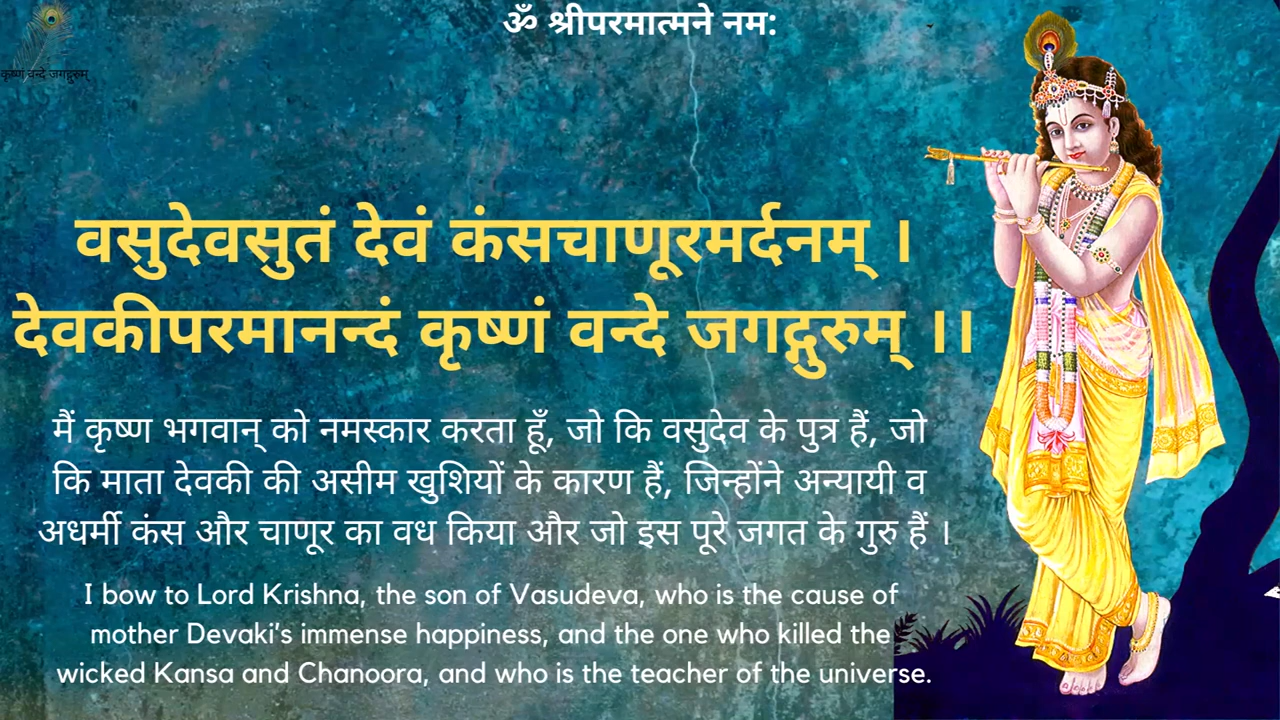 ॐ श्रीपरमात्मने नम:
कृष्णं वन्दे जगद्गुरुम्
वसुदेवसुतं देवं कंसचाणूरमर्दनम् ।
देवकीपरमानन्दं कृष्णं वन्दे जगद्गुरुम् ।।
मैं कृष्ण भगवान् को नमस्कार करता हूँ, जो कि वसुदेव के पुत्र हैं, जो
कि माता देवकी की असीम खुशियों के कारण हैं, जिन्होंने अन्यायी व
अधर्मी कंस और चाणूर का वध किया और जो इस पूरे जगत के गुरु हैं ।
I bow to Lord Krishna, the son of Vasudeva, who is the cause of
mother Devaki's immense happiness, and the one who killed the
wicked Kansa and Chanoora, and who is the teacher of the universe.